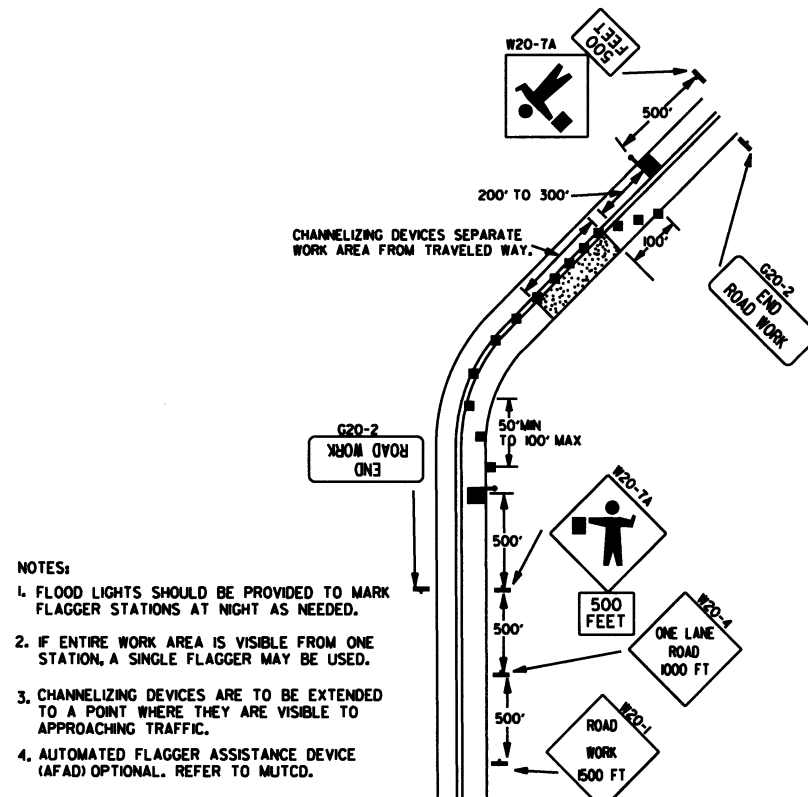 W20-7A
500
FEET
500'
200' TO 300'
CHANNELIZING DEVICES SEPARATE
WORK AREA FROM TRAVELED WAY.
100'
G20-2
END
ROAD WORK
50'MIN
TO 100' MAX
G20-2
END
ROAD WORK
W20-7A
500'
500
FEET
500'
W20-4
ONE LANE
ROAD
1000 FT
500'
W20-1
ROAD
WORK
1500 FT
NOTES:
1. FLOOD LIGHTS SHOULD BE PROVIDED TO MARK
FLAGGER STATIONS AT NIGHT AS NEEDED.
2. IF ENTIRE WORK AREA IS VISIBLE FROM ONE
STATION, A SINGLE FLAGGER MAY BE USED.
3. CHANNELIZING DEVICES ARE TO BE EXTENDED
TO A POINT WHERE THEY ARE VISIBLE TO
APPROACHING TRAFFIC.
4. AUTOMATED FLAGGER ASSISTANCE DEVICE
(AFAD) OPTIONAL. REFER TO MUTCD.